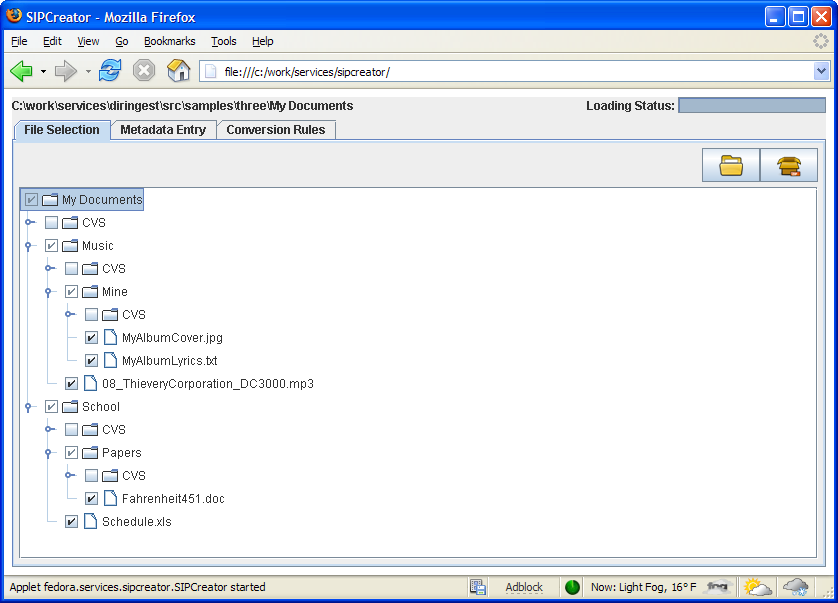 SIPCreator - Mozilla Firefox
File Edit View Go Bookmarks Tools Help
file:///c:/work/services/sipcreator/
C:\work\services\diringest\src\samples\three\My Documents Loading Status:
File Selection Metadata Entry Conversion Rules
My Documents
CVS
Music
CVS
Mine
CVS
MyAlbumCover.jpg
MyAlbumLyrics.txt
08_ThieveryCorporation_DC3000.mp3
School
CVS
Papers
CVS
Fahrenheit451.doc
Schedule.xls
Applet fedora.services.sipcreator.SIPCreator started Adblock Now: Light Fog, 16° F fog